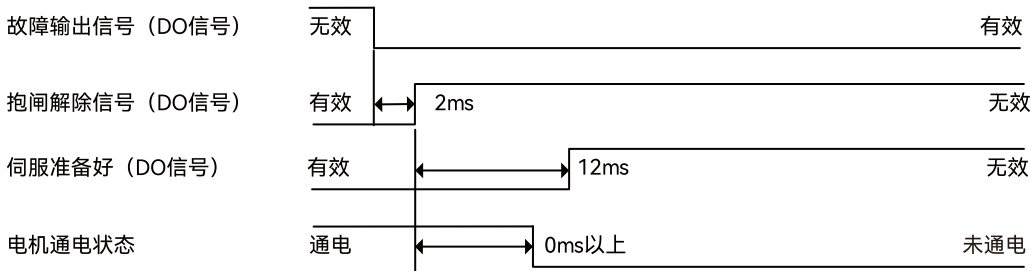 故障输出信号（DO信号） 无效 有效
抱闸解除信号（DO信号） 有效 2ms 无效
伺服准备好（DO信号） 有效 12ms 无效
电机通电状态 通电 0ms以上 未通电